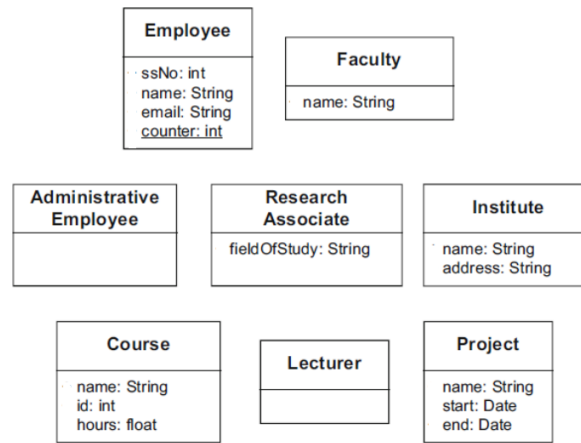 Employee
ssNo: int
name: String
email: String
counter: int
Faculty
name: String
Administrative
Employee
Research
Associate
fieldOfStudy: String
Institute
name: String
address: String
Course
name: String
id: int
hours: float
Lecturer
Project
name: String
start: Date
end: Date